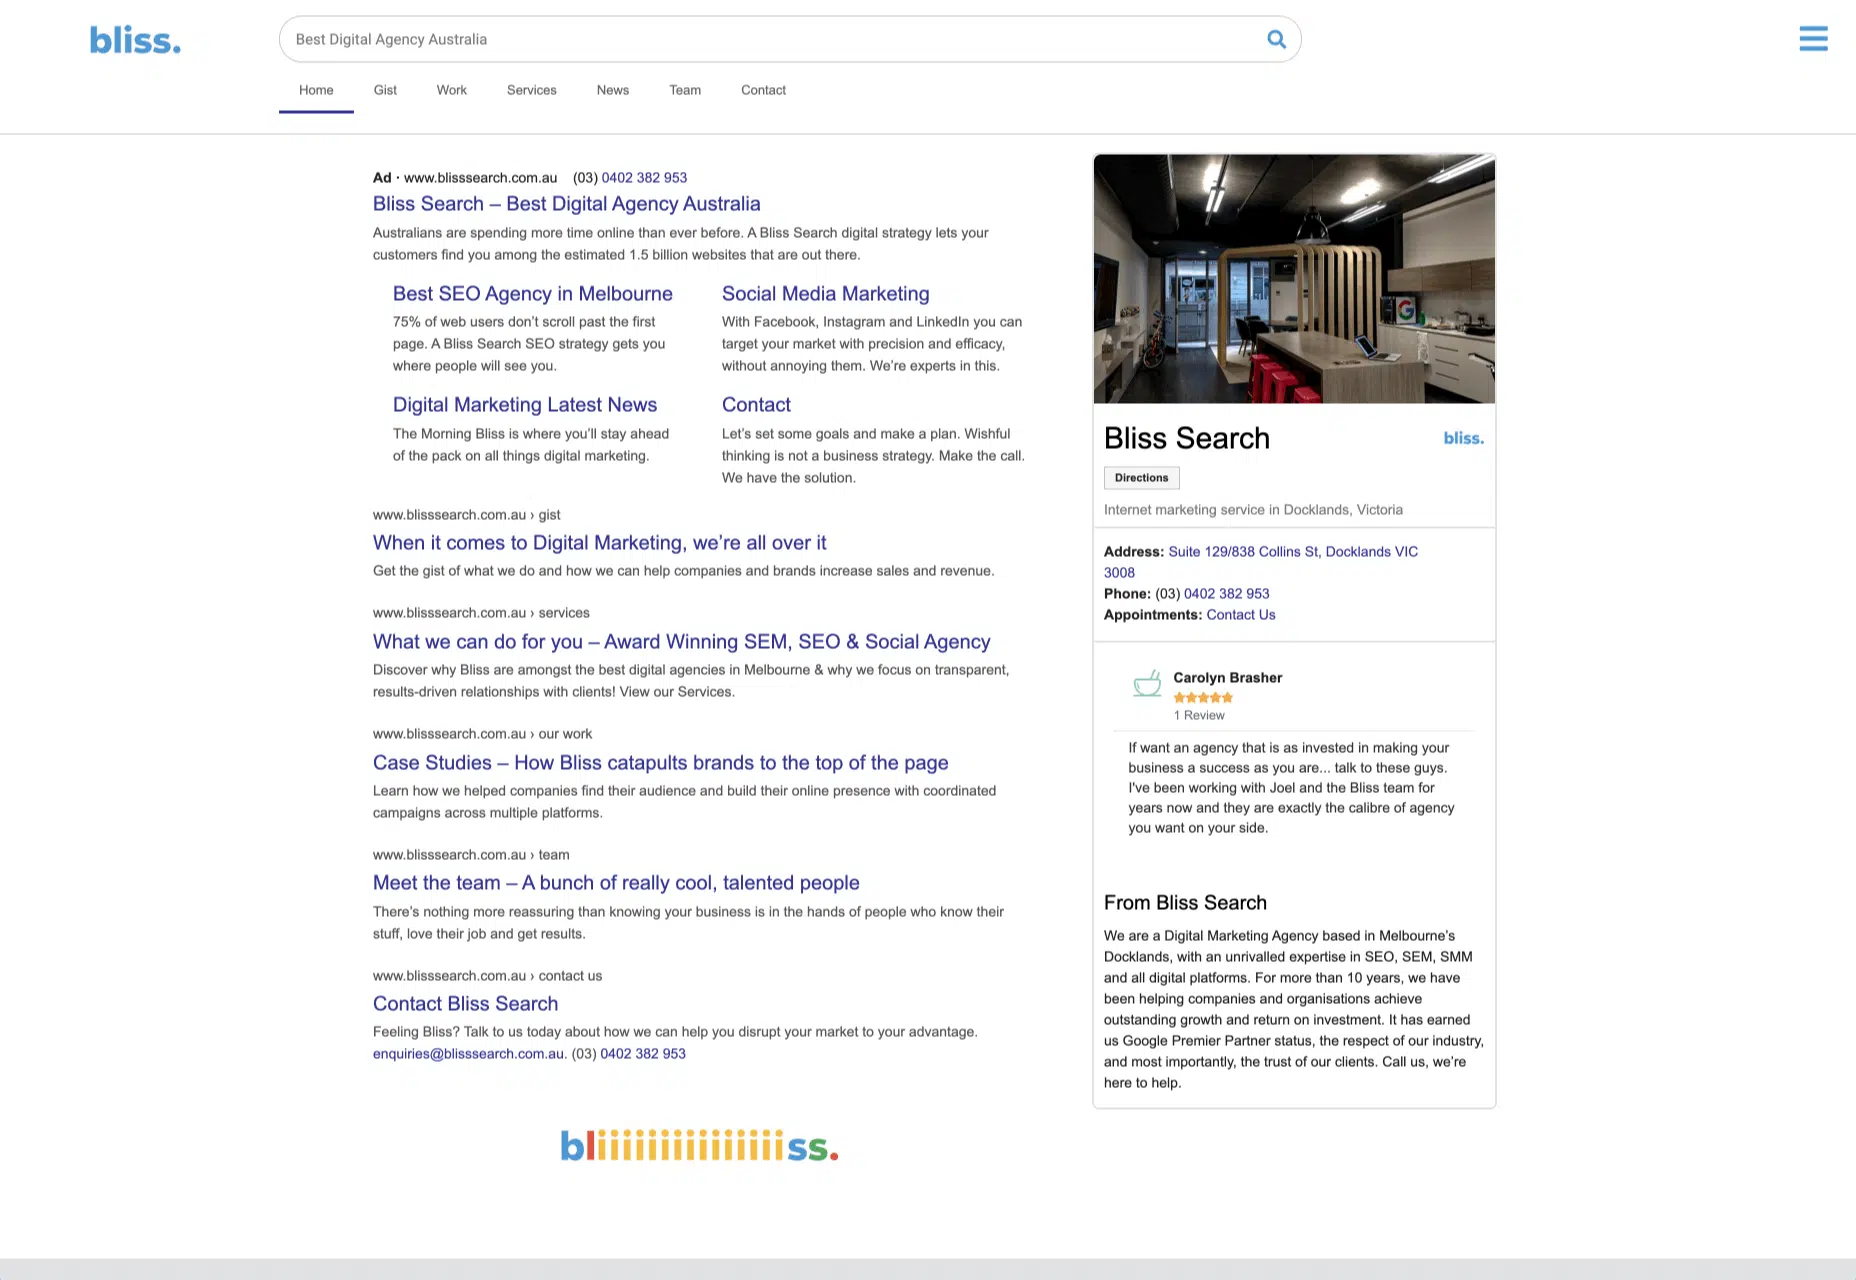 bliss.
Best Digital Agency Australia
Home
Gist
Work
Services
News
Team
Contact
Ad · www.blisssearch.com.au (03) 0402 382 953
Bliss Search – Best Digital Agency Australia
Australians are spending more time online than ever before. A Bliss Search digital strategy lets your
customers find you among the estimated 1.5 billion websites that are out there.
Best SEO Agency in Melbourne
75% of web users don’t scroll past the first
page. A Bliss Search SEO strategy gets you
where people will see you.
Social Media Marketing
With Facebook, Instagram and LinkedIn you can
target your market with precision and efficacy,
without annoying them. We’re experts in this.
Digital Marketing Latest News
The Morning Bliss is where you’ll stay ahead
of the pack on all things digital marketing.
Contact
Let’s set some goals and make a plan. Wishful
thinking is not a business strategy. Make the call.
We have the solution.
www.blisssearch.com.au › gist
When it comes to Digital Marketing, we’re all over it
Get the gist of what we do and how we can help companies and brands increase sales and revenue.
www.blisssearch.com.au › services
What we can do for you – Award Winning SEM, SEO & Social Agency
Discover why Bliss are amongst the best digital agencies in Melbourne & why we focus on transparent,
results-driven relationships with clients! View our Services.
www.blisssearch.com.au › our work
Case Studies – How Bliss catapults brands to the top of the page
Learn how we helped companies find their audience and build their online presence with coordinated
campaigns across multiple platforms.
www.blisssearch.com.au › team
Meet the team – A bunch of really cool, talented people
There’s nothing more reassuring than knowing your business is in the hands of people who know their
stuff, love their job and get results.
www.blisssearch.com.au › contact us
Contact Bliss Search
Feeling Bliss? Talk to us today about how we can help you disrupt your market to your advantage.
enquiries@blisssearch.com.au. (03) 0402 382 953
bliiiiiiiiiiiiiiiss.
G
Bliss Search
bliss.
Directions
Internet marketing service in Docklands, Victoria
Address: Suite 129/838 Collins St, Docklands VIC
3008
Phone: (03) 0402 382 953
Appointments: Contact Us
Carolyn Brasher
1 Review
If want an agency that is as invested in making your
business a success as you are... talk to these guys.
I've been working with Joel and the Bliss team for
years now and they are exactly the calibre of agency
you want on your side.
From Bliss Search
We are a Digital Marketing Agency based in Melbourne’s
Docklands, with an unrivalled expertise in SEO, SEM, SMM
and all digital platforms. For more than 10 years, we have
been helping companies and organisations achieve
outstanding growth and return on investment. It has earned
us Google Premier Partner status, the respect of our industry,
and most importantly, the trust of our clients. Call us, we’re
here to help.